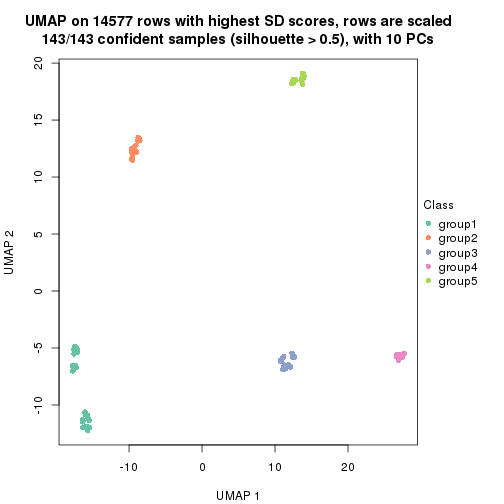 UMAP on 14577 rows with highest SD scores, rows are scaled
143/143 confident samples (silhouette > 0.5), with 10 PCs
20
15
10
5
0
-5
-10
UMAP 2
-10
0
10
20
UMAP 1
Class
group1
group2
group3
group4
group5